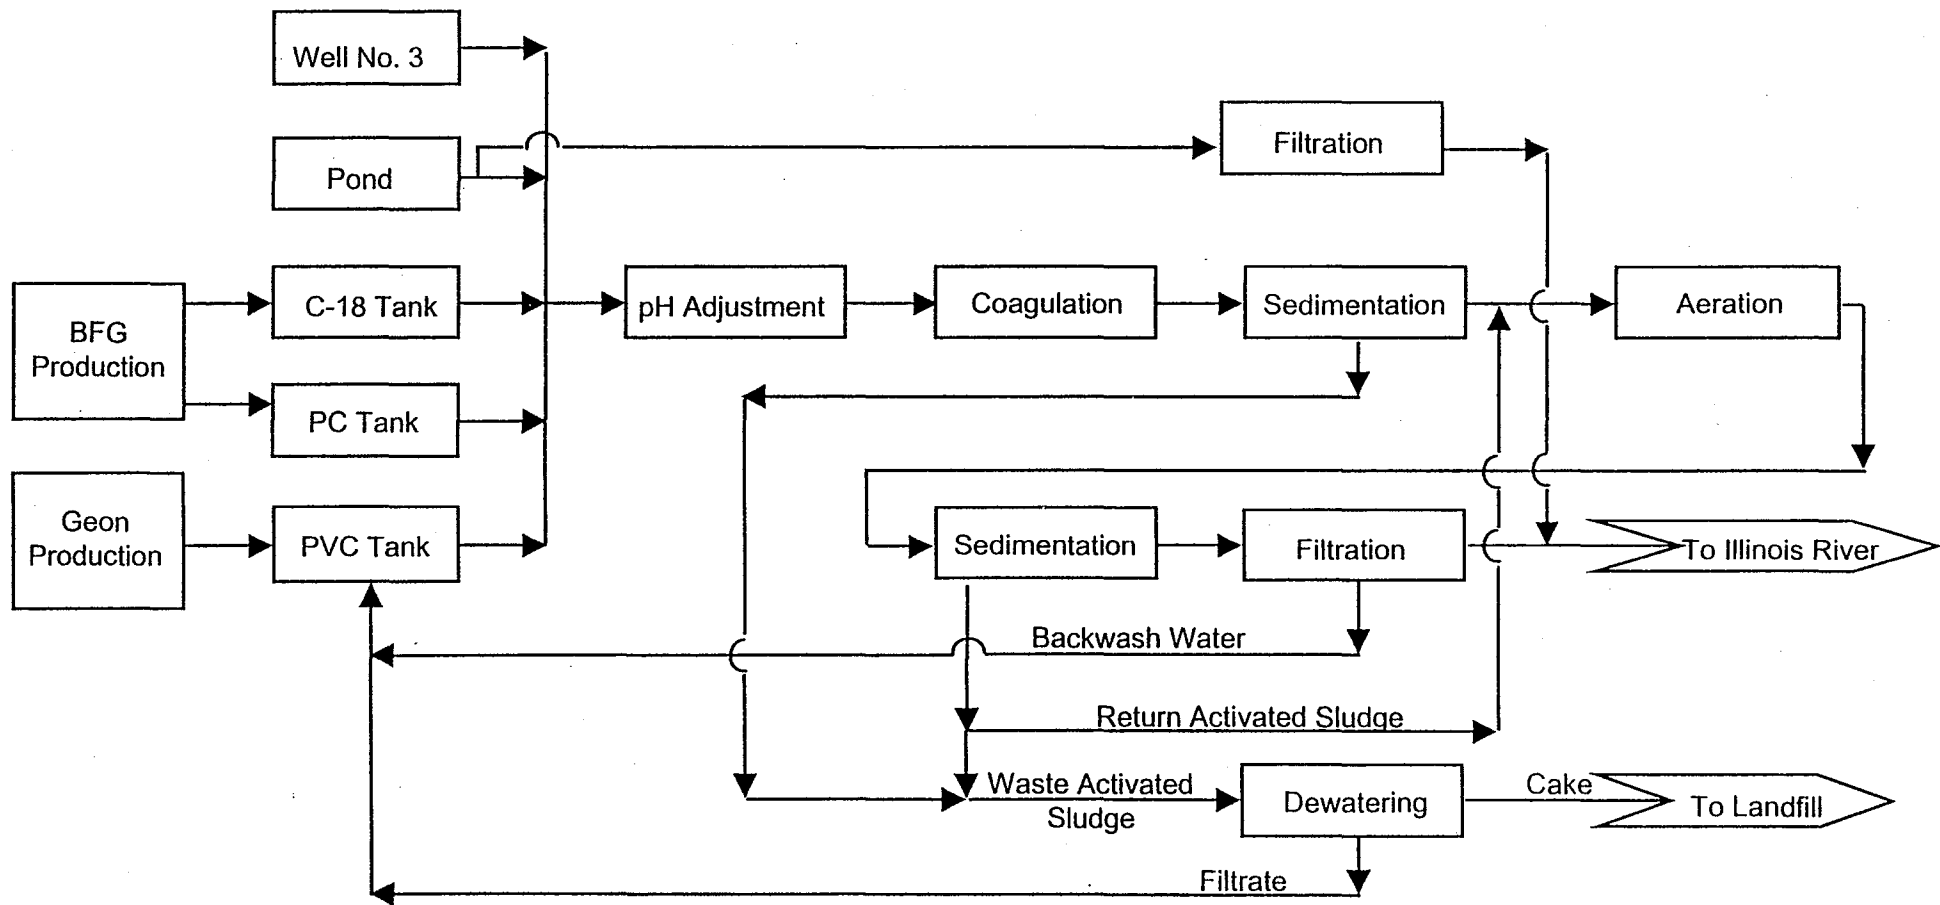 Well No. 3
Filtration
Pond
BFG
Production
C-18 Tank
pH Adjustment
Coagulation
Sedimentation
Aeration
PC Tank
Geon
Production
PVC Tank
Sedimentation
Filtration
To Illinois River
Backwash Water
Return Activated Sludge
Waste Activated
Sludge
Dewatering
Cake
To Landfill
Filtrate